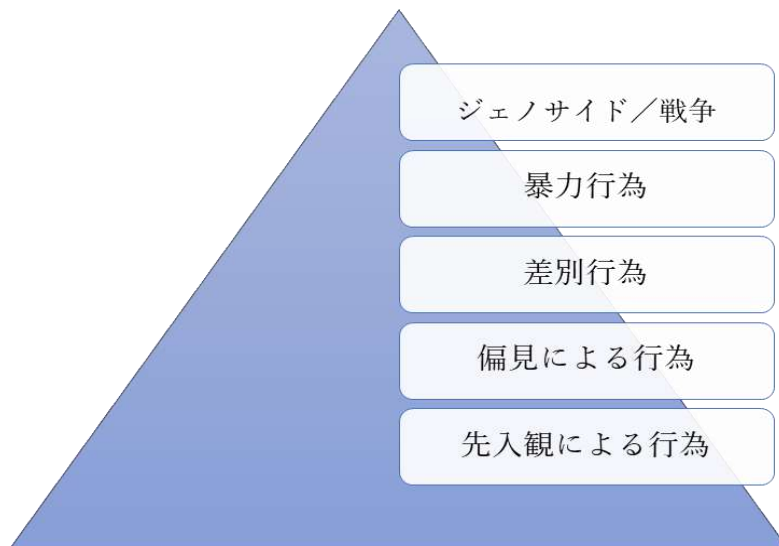 ジェノサイド／戦争
暴力行為
差別行為
偏見による行為
先入観による行為